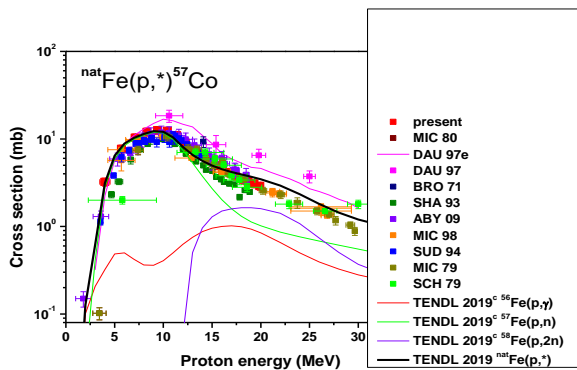 natFe(p,*)57Co
Cross section (mb)
10²
10¹
10⁰
10⁻¹
0 5 10 15 20 25 30
Proton energy (MeV)
present
MIC 80
DAU 97e
DAU 97
BRO 71
SHA 93
ABY 09
MIC 98
SUD 94
MIC 79
SCH 79
TENDL 2019ᶜ ⁵⁶Fe(p,γ)
TENDL 2019ᶜ ⁵⁷Fe(p,n)
TENDL 2019ᶜ ⁵⁸Fe(p,2n)
TENDL 2019 natFe(p,*)